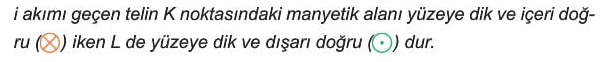 i akımı geçen telin K noktasındaki manyetik alanı yüzeye dik ve içeri doğ-
ru (⊗) iken L de yüzeye dik ve dışarı doğru (⊙) dur.